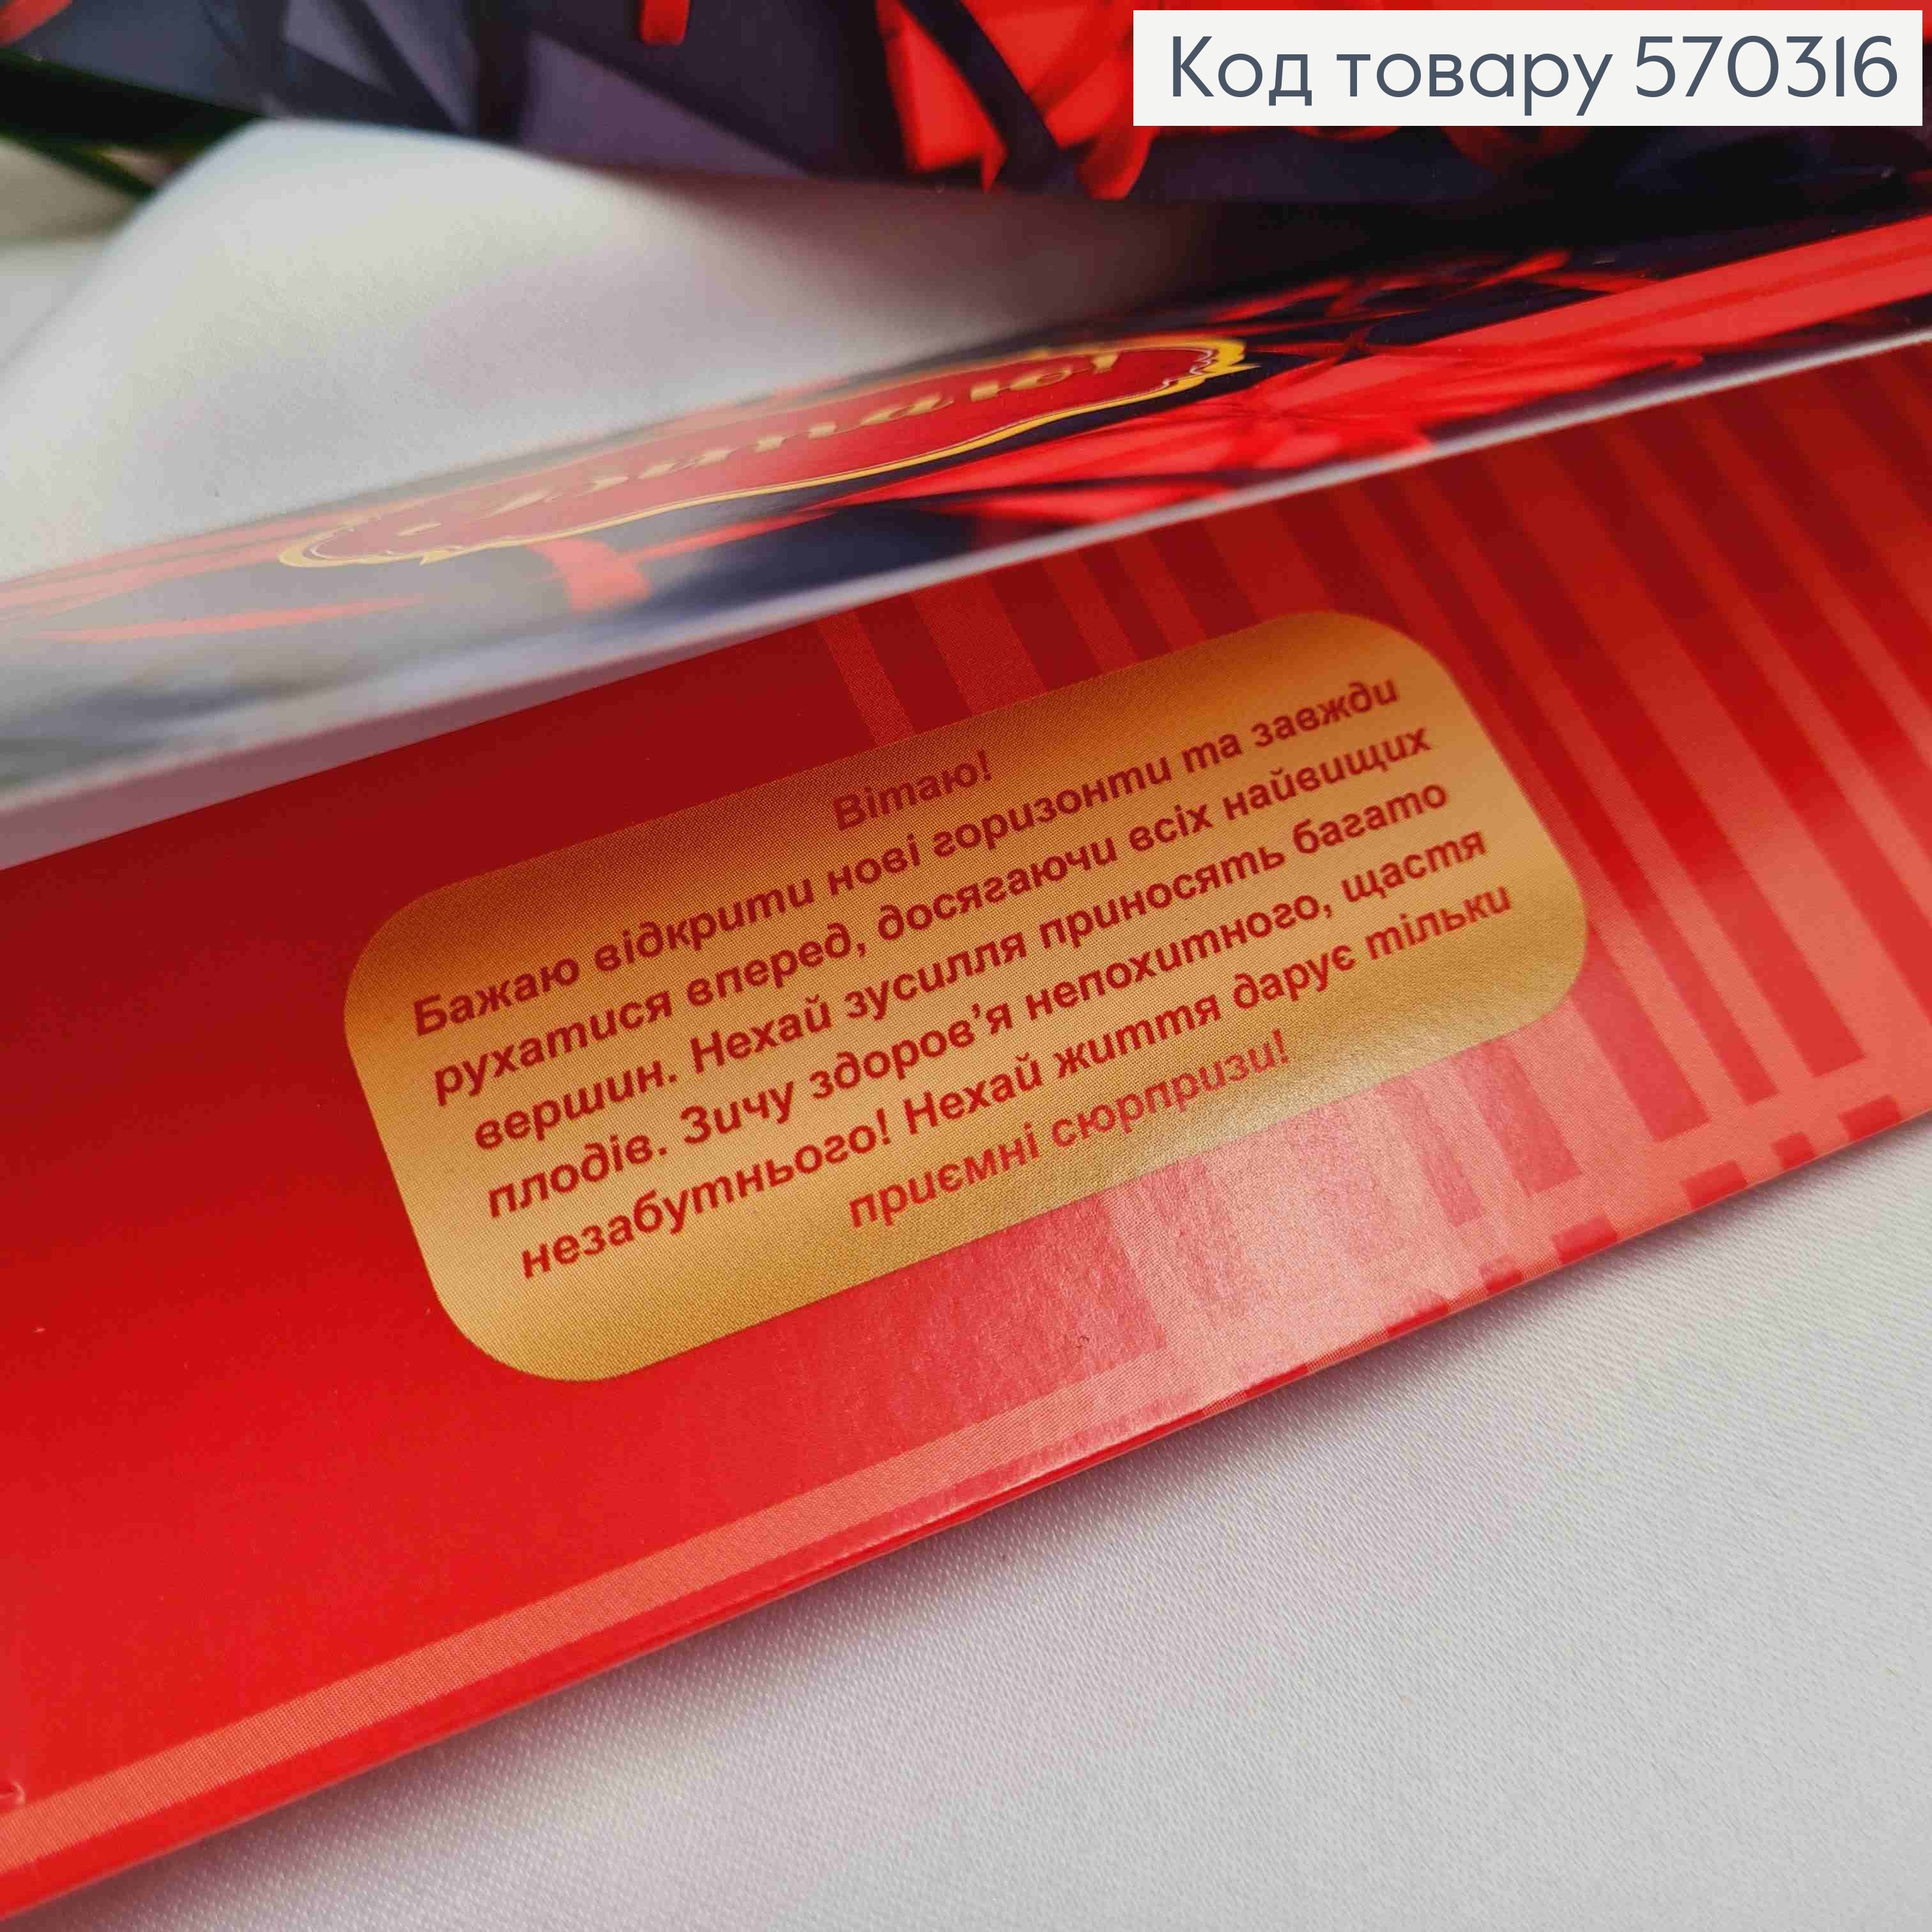 Код товару 570316
Вітаю!
Вітаю!
Бажаю відкрити нові горизонти та завжди
рухатися вперед, досягаючи всіх найвищих
вершин. Нехай зусилля приносять багато
плодів. Зичу здоров’я непохитного, щастя
незабутнього! Нехай життя дарує тільки
приємні сюрпризи!